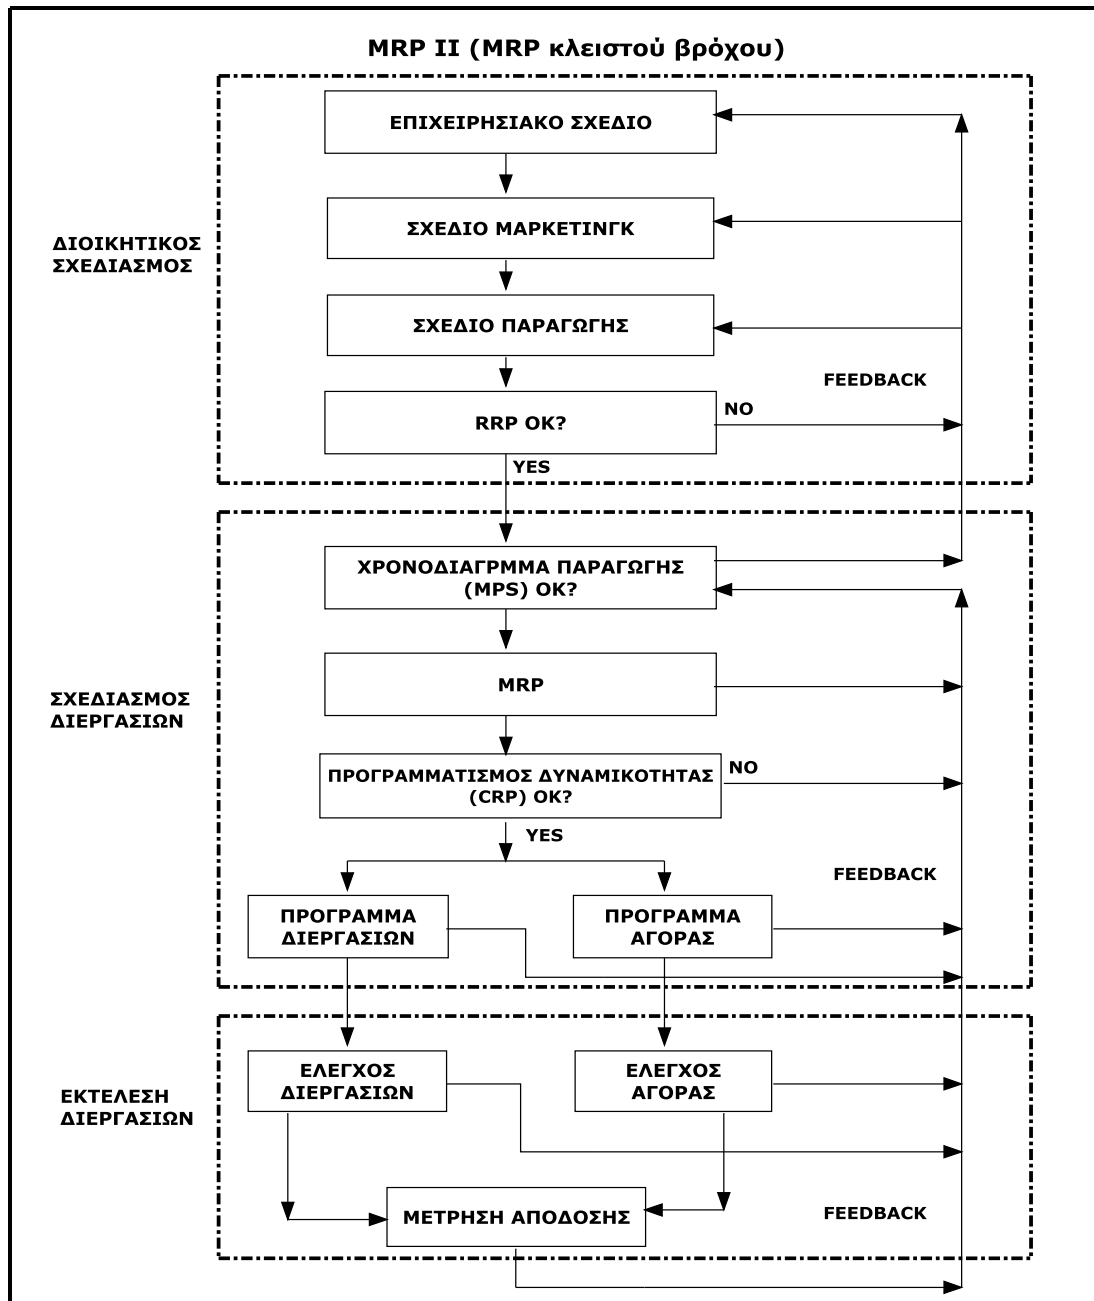 MRP II (MRP κλειστού βρόχου)
ΕΠΙΧΕΙΡΗΣΙΑΚΟ ΣΧΕΔΙΟ
ΣΧΕΔΙΟ ΜΑΡΚΕΤΙΝΓΚ
ΔΙΟΙΚΗΤΙΚΟΣ
ΣΧΕΔΙΑΣΜΟΣ
ΣΧΕΔΙΟ ΠΑΡΑΓΩΓΗΣ
FEEDBACK
RRP OK?
NO
YES
ΧΡΟΝΟΔΙΑΓΡΜΜΑ ΠΑΡΑΓΩΓΗΣ
(MPS) OK?
MRP
ΣΧΕΔΙΑΣΜΟΣ
ΔΙΕΡΓΑΣΙΩΝ
ΠΡΟΓΡΑΜΜΑΤΙΣΜΟΣ ΔΥΝΑΜΙΚΟΤΗΤΑΣ
(CRP) OK?
NO
YES
FEEDBACK
ΠΡΟΓΡΑΜΜΑ
ΔΙΕΡΓΑΣΙΩΝ
ΠΡΟΓΡΑΜΜΑ
ΑΓΟΡΑΣ
ΕΛΕΓΧΟΣ
ΔΙΕΡΓΑΣΙΩΝ
ΕΛΕΓΧΟΣ
ΑΓΟΡΑΣ
ΕΚΤΕΛΕΣΗ
ΔΙΕΡΓΑΣΙΩΝ
ΜΕΤΡΗΣΗ ΑΠΟΔΟΣΗΣ
FEEDBACK